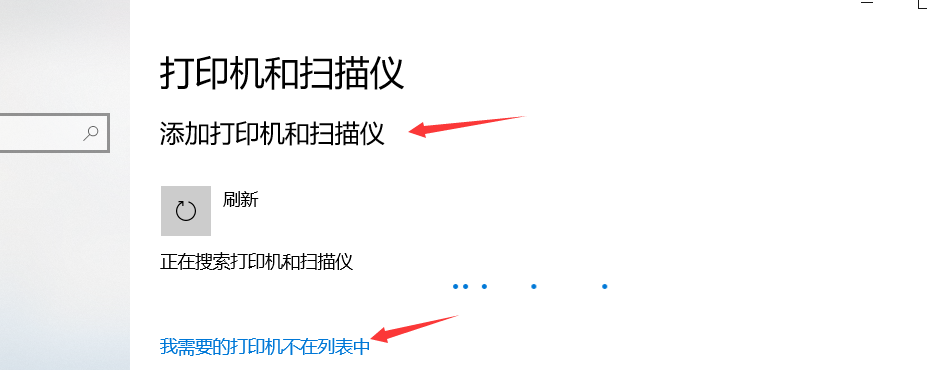 打印机和扫描仪
添加打印机和扫描仪
刷新
正在搜索打印机和扫描仪
我需要的打印机不在列表中